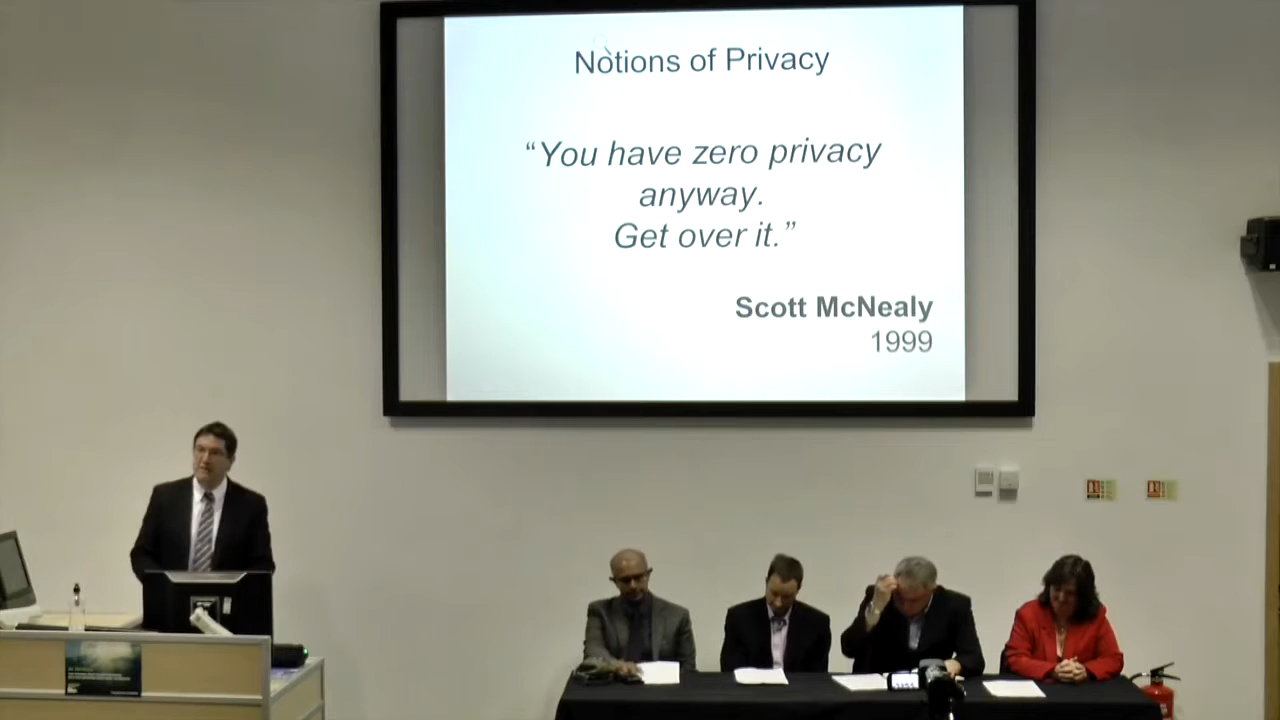 Notions of Privacy
“You have zero privacy
anyway.
Get over it.”
Scott McNealy
1999